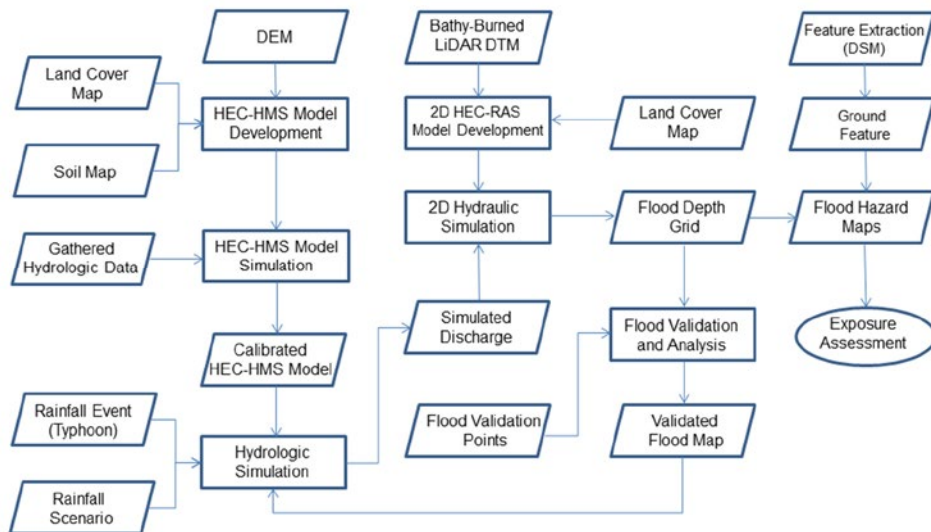 DEM
Land Cover
Map
Soil Map
HEC-HMS Model
Development
Gathered
Hydrologic Data
HEC-HMS Model
Simulation
Calibrated
HEC-HMS Model
Rainfall Event
(Typhoon)
Rainfall
Scenario
Hydrologic
Simulation
Bathy-Burned
LiDAR DTM
2D HEC-RAS
Model Development
Land Cover
Map
2D Hydraulic
Simulation
Simulated
Discharge
Flood Validation
Points
Flood Depth
Grid
Flood Validation
and Analysis
Validated
Flood Map
Feature Extraction
(DSM)
Ground
Feature
Flood Hazard
Maps
Exposure
Assessment